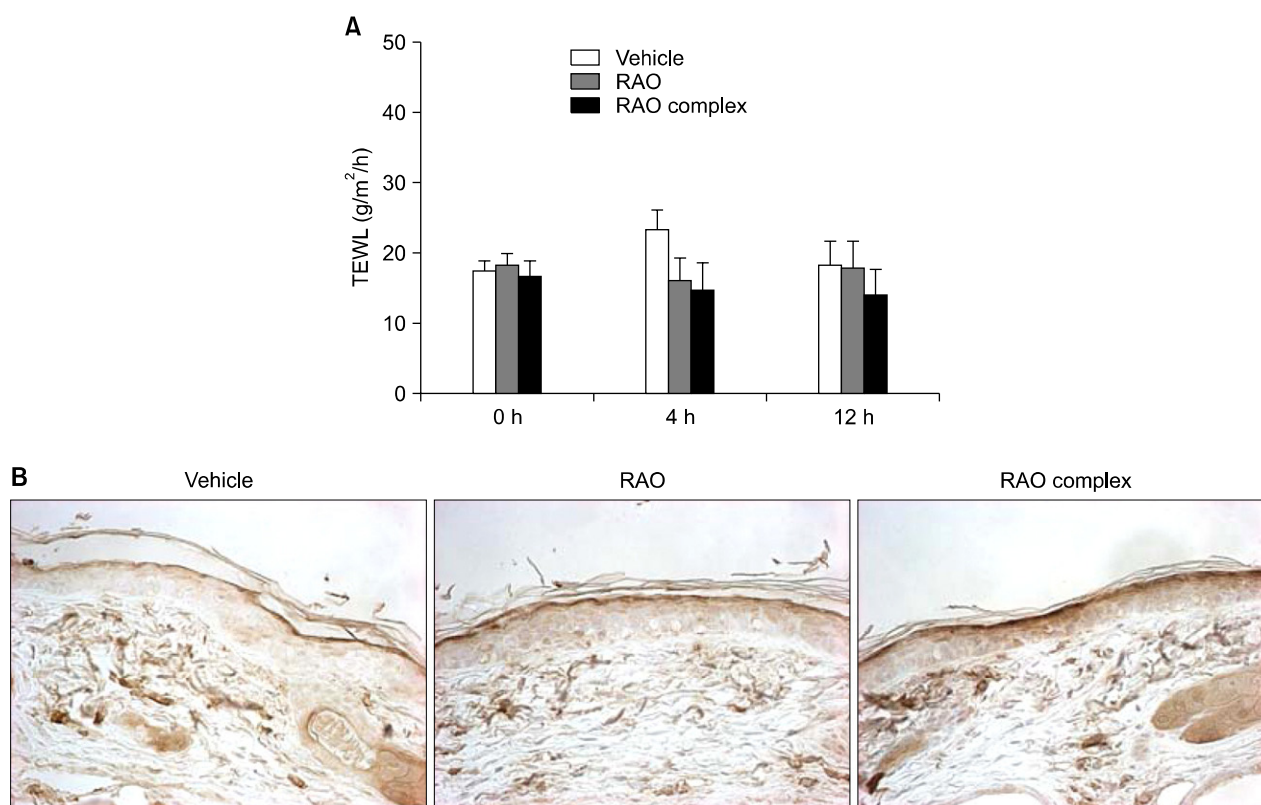 A
50
Vehicle
RAO
RAO complex
40
30
20
10
0
TEWL (g/m²/h)
0 h
4 h
12 h
B
Vehicle
RAO
RAO complex